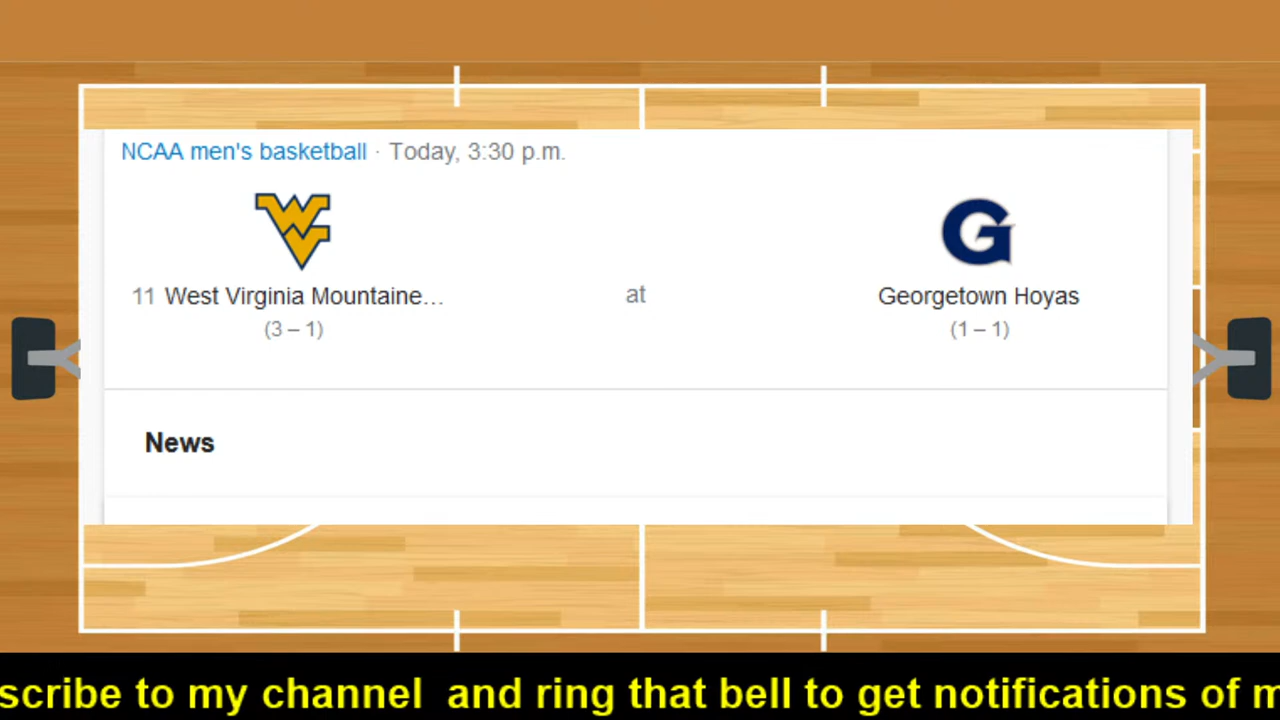 NCAA men's basketball · Today, 3:30 p.m.
11 West Virginia Mountaine… at Georgetown Hoyas
(3 – 1) (1 – 1)
News
scribe to my channel and ring that bell to get notifications of m